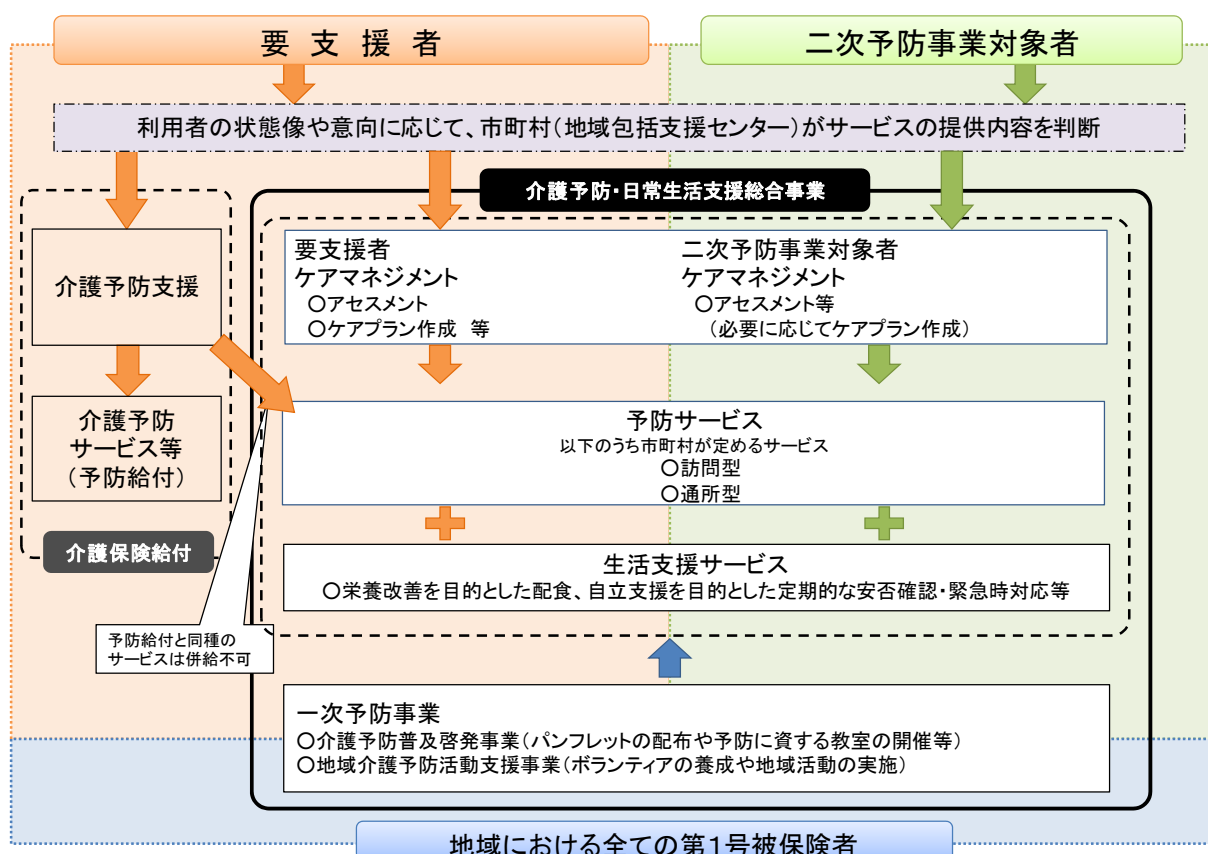 要 支 援 者
二次予防事業対象者
利用者の状態像や意向に応じて、市町村（地域包括支援センター）がサービスの提供内容を判断
介護予防・日常生活支援総合事業
介護予防支援
要支援者
ケアマネジメント
○アセスメント
○ケアプラン作成 等
二次予防事業対象者
ケアマネジメント
○アセスメント等
（必要に応じてケアプラン作成）
介護予防
サービス等
（予防給付）
介護保険給付
予防サービス
以下のうち市町村が定めるサービス
○訪問型
○通所型
生活支援サービス
○栄養改善を目的とした配食、自立支援を目的とした定期的な安否確認・緊急時対応等
予防給付と同種の
サービスは併給不可
一次予防事業
○介護予防普及啓発事業（パンフレットの配布や予防に資する教室の開催等）
○地域介護予防活動支援事業（ボランティアの養成や地域活動の実施）
地域における全ての第１号被保険者